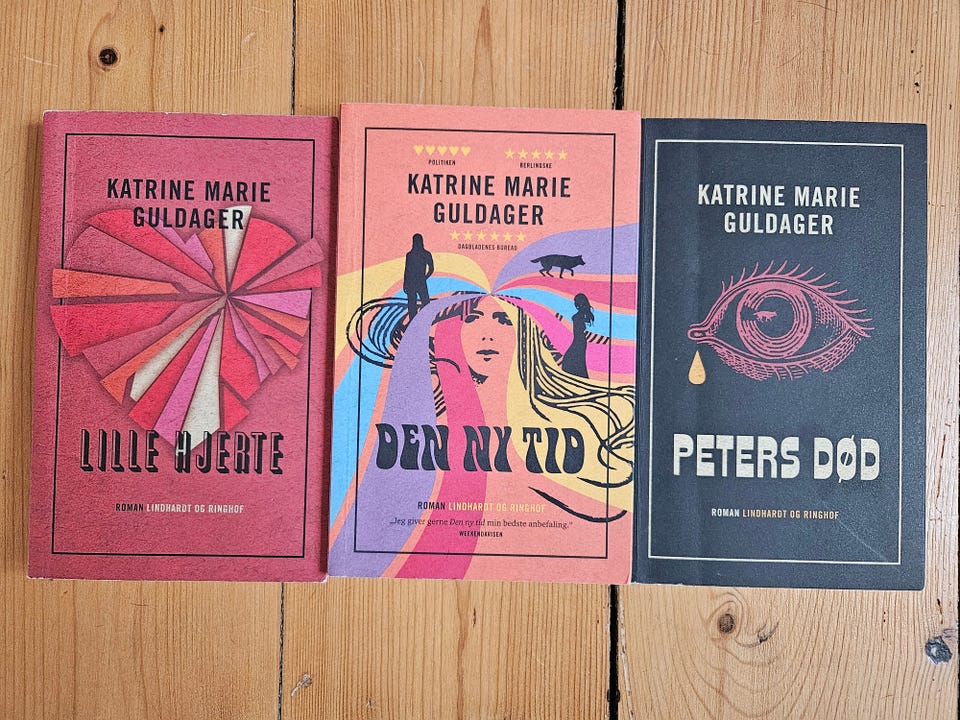 KATRINE MARIE
GULDAGER
LILLE HJERTE
ROMAN LINDHARDT OG RINGHOF
♥♥♥♥♥
POLITIKEN
★★★★★
BERLINGSKE
KATRINE MARIE
GULDAGER
★★★★★★
DAGBLADENES BUREAU
DEN NY TID
ROMAN LINDHARDT OG RINGHOF
„Jeg giver gerne Den ny tid min bedste anbefaling.“
WEEKENDAVISEN
KATRINE MARIE
GULDAGER
PETERS DØD
ROMAN LINDHARDT OG RINGHOF